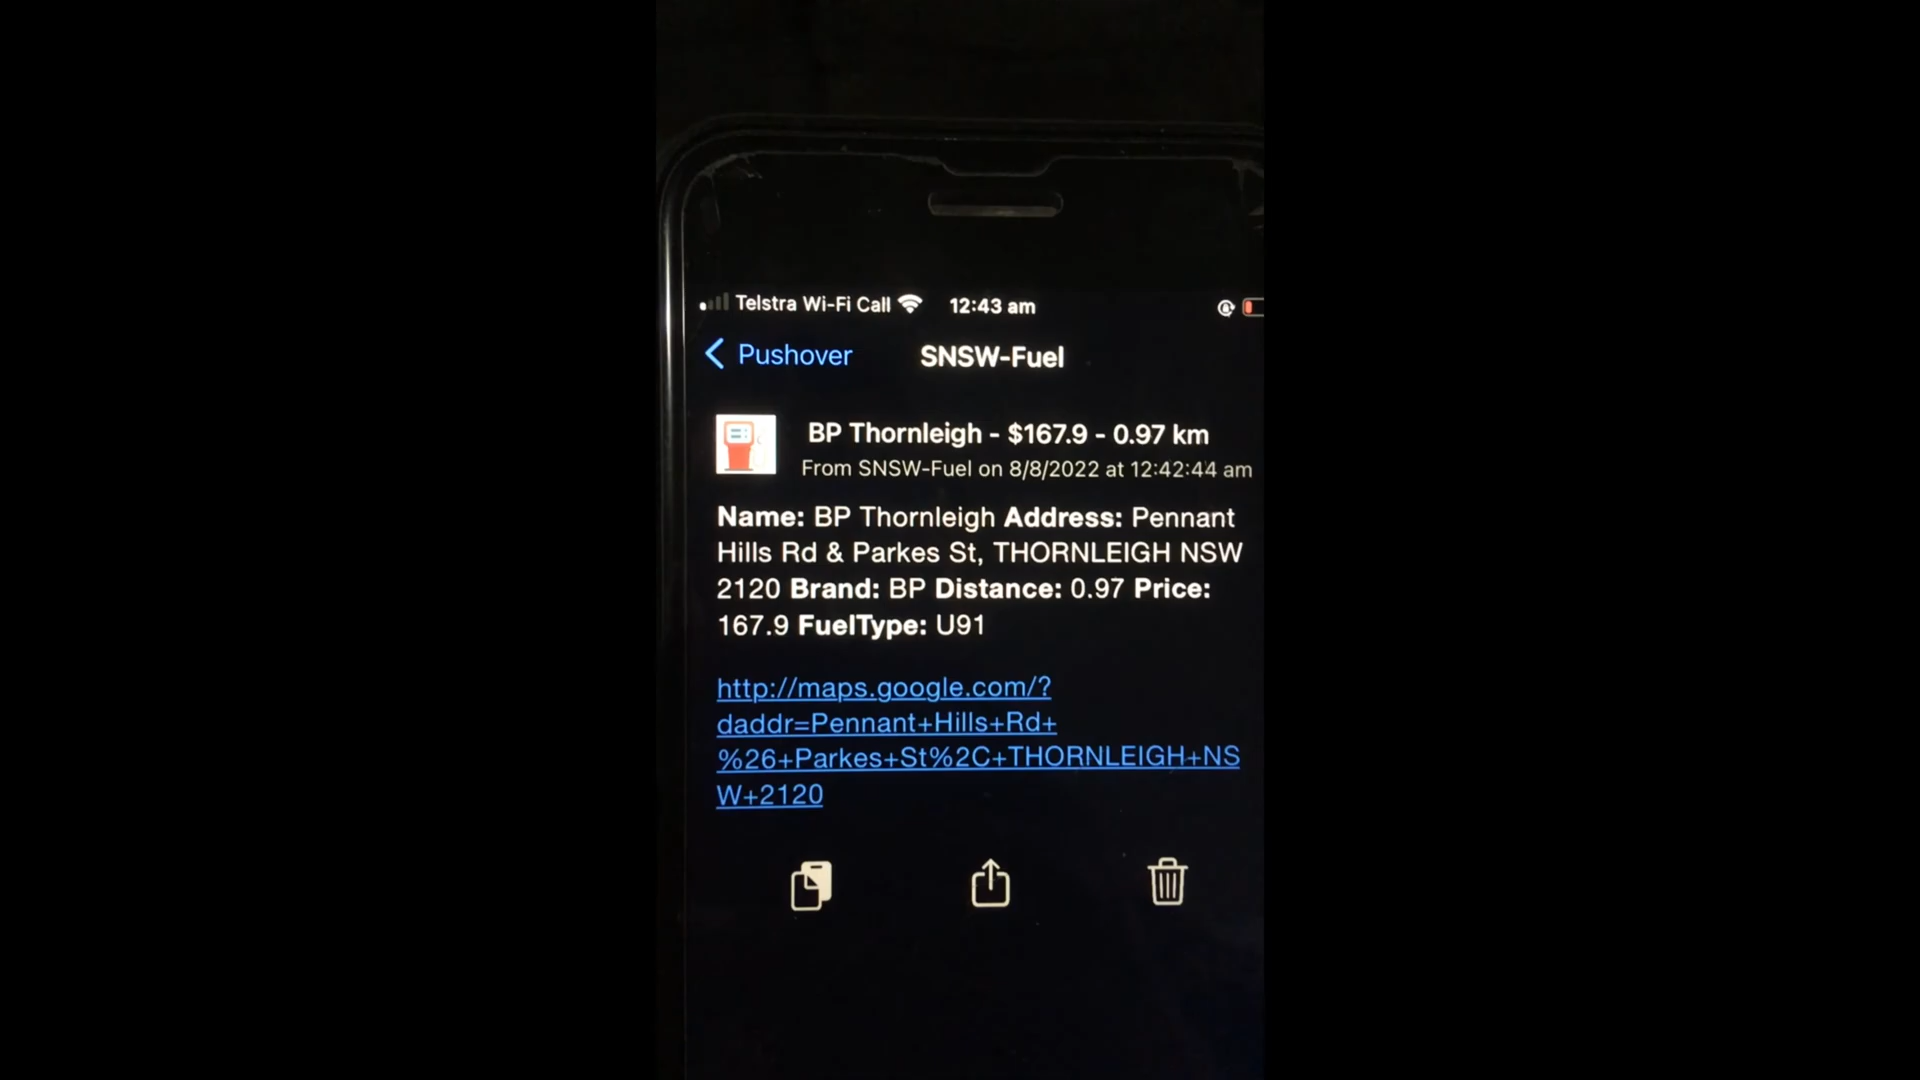 Telstra Wi-Fi Call 12:43 am
Pushover SNSW-Fuel
BP Thornleigh - $167.9 - 0.97 km
From SNSW-Fuel on 8/8/2022 at 12:42:44 am
Name: BP Thornleigh Address: Pennant
Hills Rd & Parkes St, THORNLEIGH NSW
2120 Brand: BP Distance: 0.97 Price:
167.9 FuelType: U91
http://maps.google.com/?
daddr=Pennant+Hills+Rd+
%26+Parkes+St%2C+THORNLEIGH+NS
W+2120